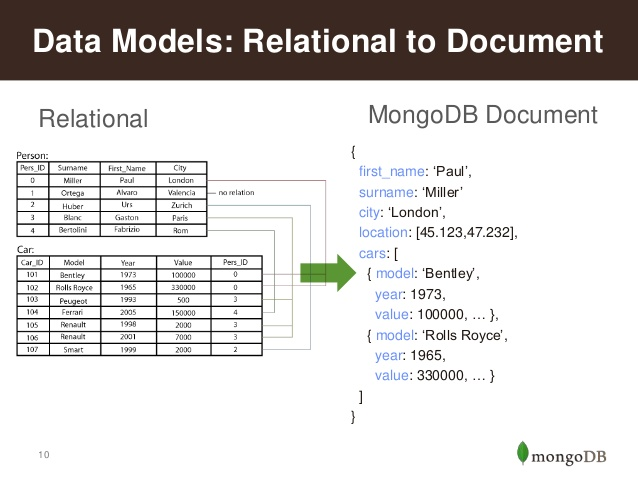 Data Models: Relational to Document
Relational
Person:
Pers_ID Surname First_Name City
0 Miller Paul London
1 Ortega Alvaro Valencia no relation
2 Huber Urs Zurich
3 Blanc Gaston Paris
4 Bertolini Fabrizio Rom
Car:
Car_ID Model Year Value Pers_ID
101 Bentley 1973 100000 0
102 Rolls Royce 1965 330000 0
103 Peugeot 1993 500 3
104 Ferrari 2005 150000 4
105 Renault 1998 2000 3
106 Renault 2001 7000 3
107 Smart 1999 2000 2
MongoDB Document
{
first_name: ‘Paul’,
surname: ‘Miller’
city: ‘London’,
location: [45.123,47.232],
cars: [
{ model: ‘Bentley’,
year: 1973,
value: 100000, … },
{ model: ‘Rolls Royce’,
year: 1965,
value: 330000, … }
]
}
10
mongoDB